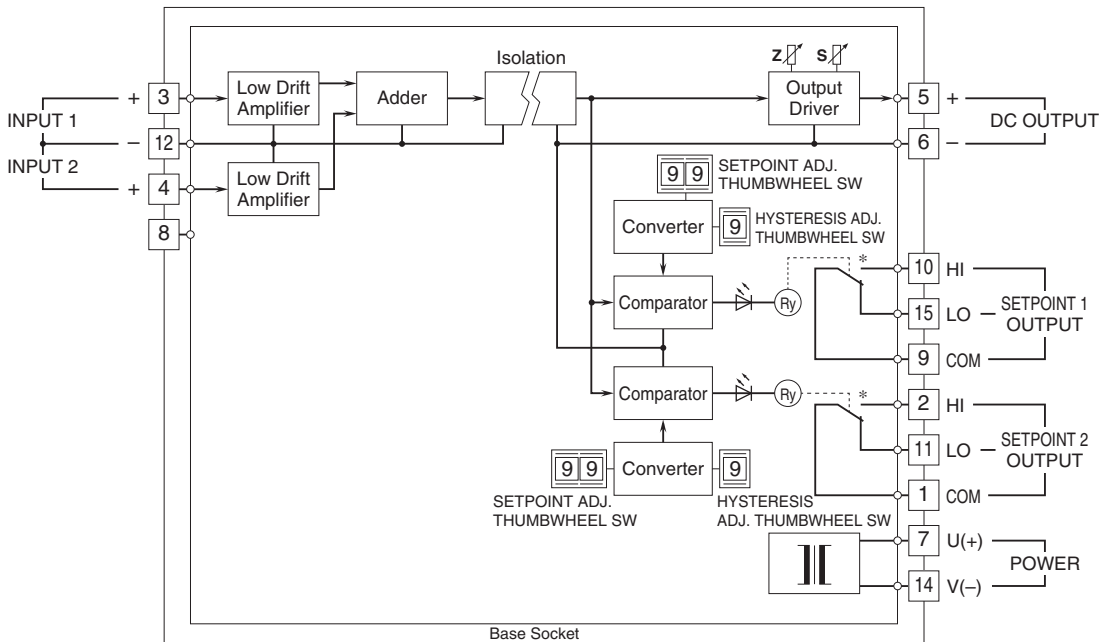 Isolation
Z
S
+ 3
Low Drift
Amplifier
Adder
Output
Driver
5 +
INPUT 1
DC OUTPUT
− 12
6 −
INPUT 2
+ 4
Low Drift
Amplifier
9 9
SETPOINT ADJ.
THUMBWHEEL SW
8
Converter
9
HYSTERESIS ADJ.
THUMBWHEEL SW
*
10 HI
Comparator
Ry
15 LO
SETPOINT 1
OUTPUT
9 COM
Comparator
Ry
*
2 HI
11 LO
SETPOINT 2
OUTPUT
9 9
Converter
9
1 COM
SETPOINT ADJ.
THUMBWHEEL SW
HYSTERESIS
ADJ. THUMBWHEEL SW
7 U(+)
POWER
14 V(−)
Base Socket